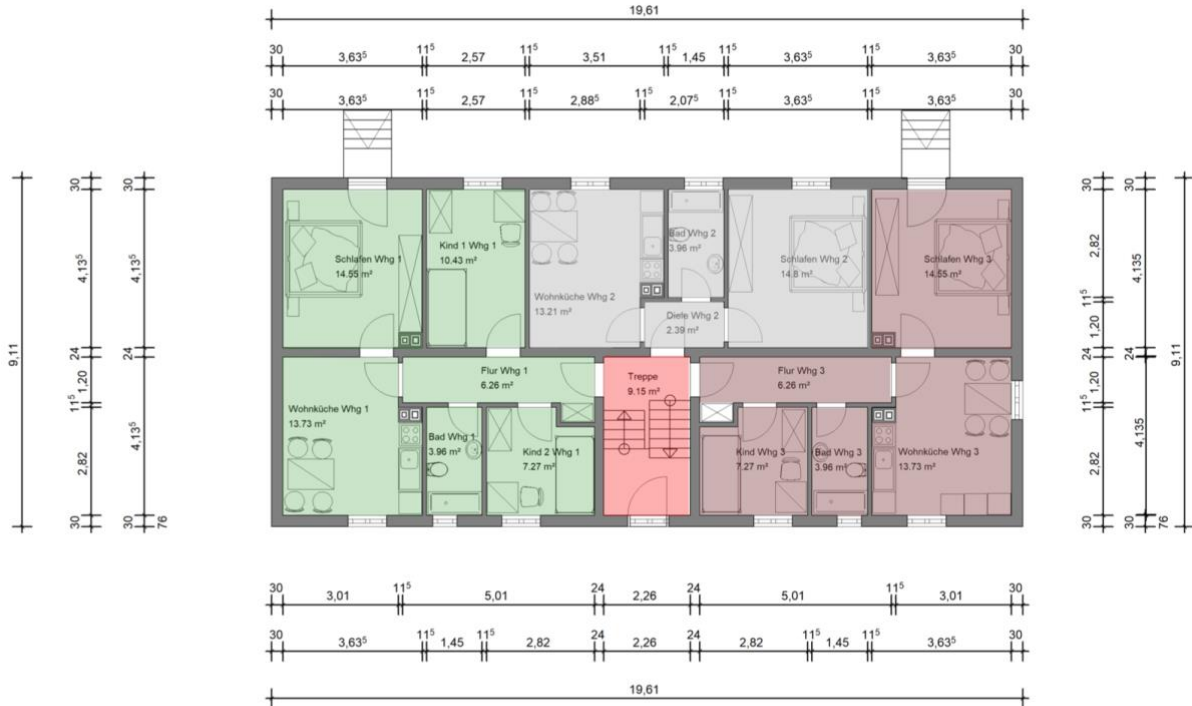 19,61
30 3,63⁵ 11⁵ 2,57 11⁵ 3,51 11⁵ 1,45 11⁵ 3,63⁵ 11⁵ 3,63⁵ 30
30 3,63⁵ 11⁵ 2,57 11⁵ 2,88⁵ 11⁵ 2,07⁵ 11⁵ 3,63⁵ 11⁵ 3,63⁵ 30
9,11
30 4,13⁵ 24 1,20 11⁵ 2,82 30
30 4,13⁵ 24 4,13⁵ 30 76
Schlafen Whg 1
14.55 m²
Kind 1 Whg 1
10.43 m²
Wohnküche Whg 2
13.21 m²
Bad Whg 2
3.96 m²
Diele Whg 2
2.39 m²
Schlafen Whg 2
14.8 m²
Schlafen Whg 3
14.55 m²
Wohnküche Whg 1
13.73 m²
Flur Whg 1
6.26 m²
Bad Whg 1
3.96 m²
Kind 2 Whg 1
7.27 m²
Treppe
9.15 m²
Flur Whg 3
6.26 m²
Kind Whg 3
7.27 m²
Bad Whg 3
3.96 m²
Wohnküche Whg 3
13.73 m²
30 2,82 11⁵ 1,20 24 1,20 11⁵ 2,82 30
30 4,135 24 4,135 30 76
9,11
30 3,01 11⁵ 5,01 24 2,26 24 5,01 11⁵ 3,01 30
30 3,63⁵ 11⁵ 1,45 11⁵ 2,82 24 2,26 24 2,82 11⁵ 1,45 11⁵ 3,63⁵ 30
19,61